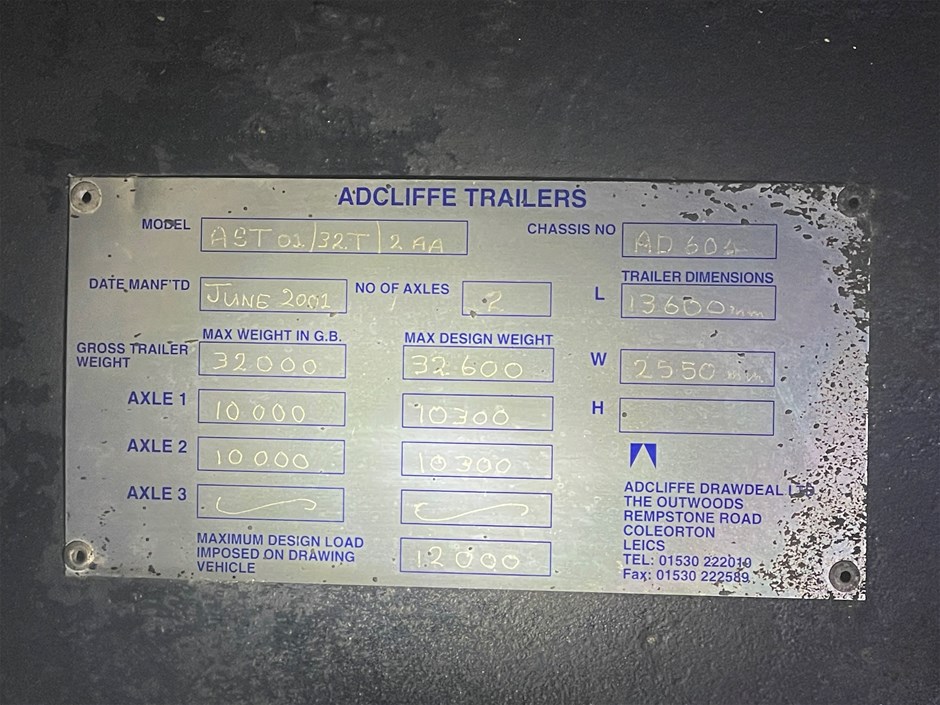 ADCLIFFE TRAILERS
MODEL AST 02/32T/2AA
CHASSIS NO
DATE MANF'TD JUNE 2001
NO OF AXLES 2
TRAILER DIMENSIONS
L 13600mm
MAX WEIGHT IN G.B.
MAX DESIGN WEIGHT
GROSS TRAILER
WEIGHT
32000
32600
W 2550 mm
AXLE 1 10000 10300
H
AXLE 2 10000 10300
AXLE 3
MAXIMUM DESIGN LOAD
IMPOSED ON DRAWING
VEHICLE
12000
ADCLIFFE DRAWDEAL LTD
THE OUTWOODS
REMPSTONE ROAD
COLEORTON
LEICS
TEL: 01530 222010
Fax: 01530 222589